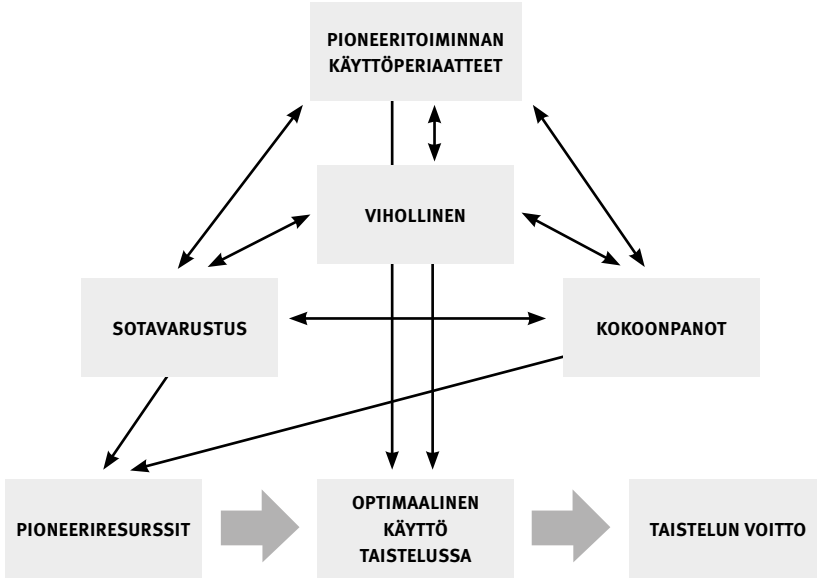 PIONEERITOIMINNAN
KÄYTTÖPERIAATTEET
VIHOLLINEN
SOTAVARUSTUS
KOKOONPANOT
PIONEERIRESURSSIT
OPTIMAALINEN
KÄYTTÖ
TAISTELUSSA
TAISTELUN VOITTO